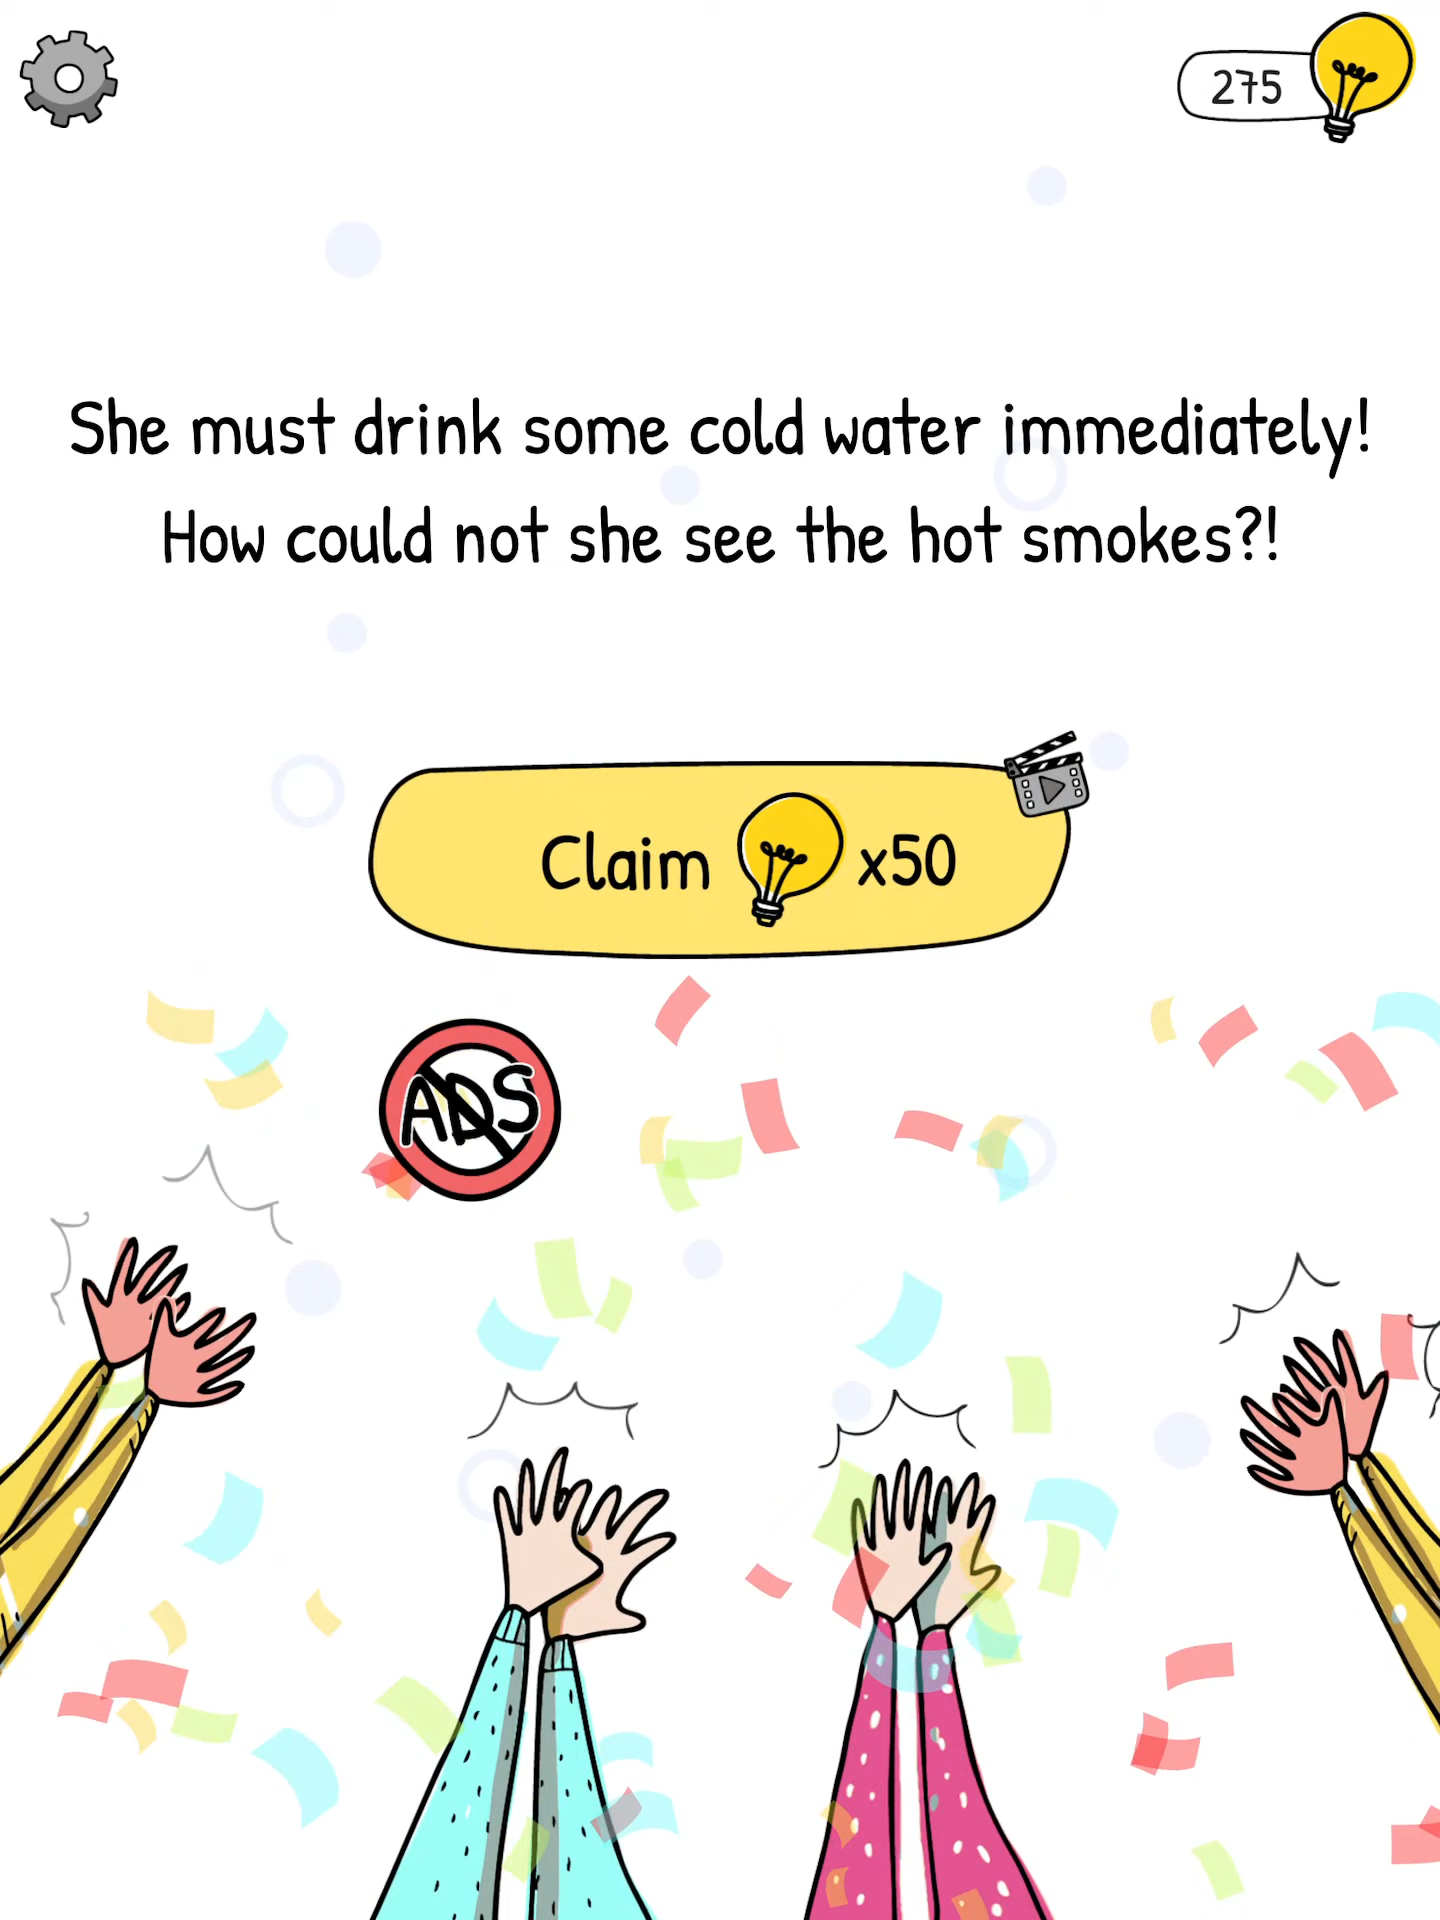 275
She must drink some cold water immediately!
How could not she see the hot smokes?!
Claim x50
ADS